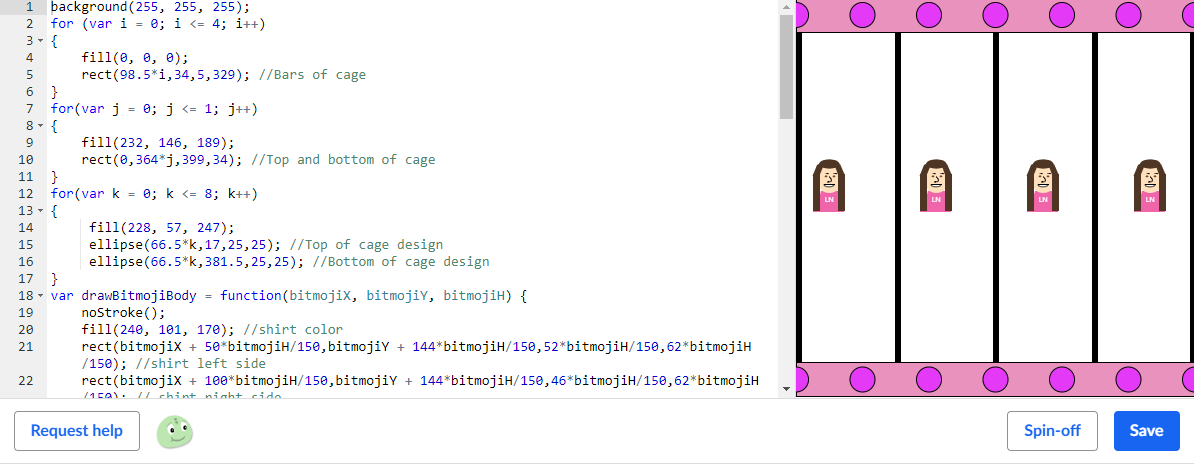 1 background(255, 255, 255);
2 for (var i = 0; i <= 4; i++)
3 {
4 fill(0, 0, 0);
5 rect(98.5*i,34,5,329); //Bars of cage
6 }
7 for(var j = 0; j <= 1; j++)
8 {
9 fill(232, 146, 189);
10 rect(0,364*j,399,34); //Top and bottom of cage
11 }
12 for(var k = 0; k <= 8; k++)
13 {
14 fill(228, 57, 247);
15 ellipse(66.5*k,17,25,25); //Top of cage design
16 ellipse(66.5*k,381.5,25,25); //Bottom of cage design
17 }
18 var drawBitmojiBody = function(bitmojiX, bitmojiY, bitmojiH) {
19 noStroke();
20 fill(240, 101, 170); //shirt color
21 rect(bitmojiX + 50*bitmojiH/150,bitmojiY + 144*bitmojiH/150,52*bitmojiH/150,62*bitmojiH
/150); //shirt left side
22 rect(bitmojiX + 100*bitmojiH/150,bitmojiY + 144*bitmojiH/150,46*bitmojiH/150,62*bitmojiH
/150); // shirt right side
LN LN LN LN
Request help
Spin-off
Save